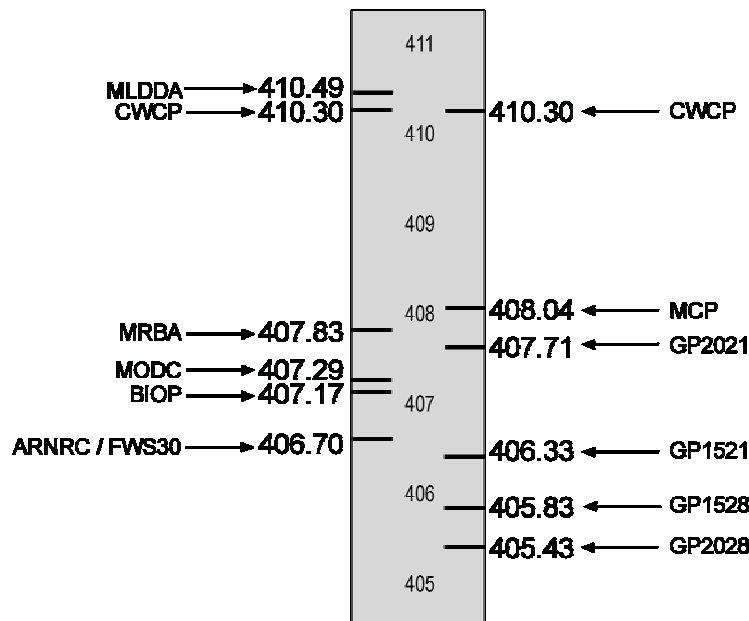 411
MLDDA 410.49
CWCP 410.30 410.30 CWCP
410
409
408 408.04 MCP
MRBA 407.83
407.71 GP2021
MODC 407.29
BIOP 407.17
407
ARNRC / FWS30 406.70
406.33 GP1521
406
405.83 GP1528
405.43 GP2028
405